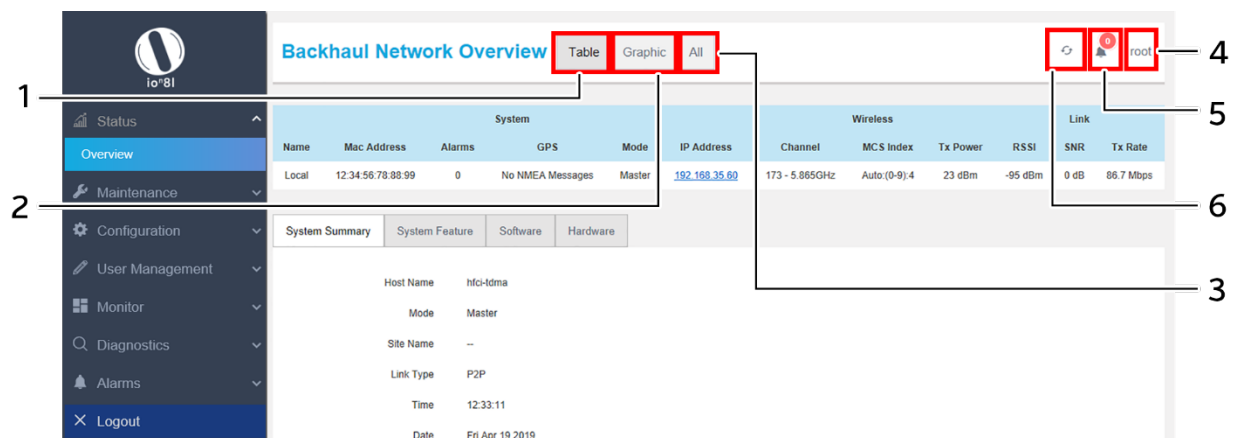 Backhaul Network Overview Table Graphic All
0
root
4
io"8I
1
5
Status
Overview
Maintenance
Configuration
User Management
Monitor
Diagnostics
Alarms
Logout
2
System Wireless Link
Name Mac Address Alarms GPS Mode IP Address Channel MCS Index Tx Power RSSI SNR Tx Rate
Local 12:34:56:78:88:99 0 No NMEA Messages Master 192.168.35.60 173 - 5.865GHz Auto:(0-9):4 23 dBm -95 dBm 0 dB 86.7 Mbps
6
System Summary System Feature Software Hardware
3
Host Name hfci-tdma
Mode Master
Site Name --
Link Type P2P
Time 12:33:11
Date Fri Apr 19 2019